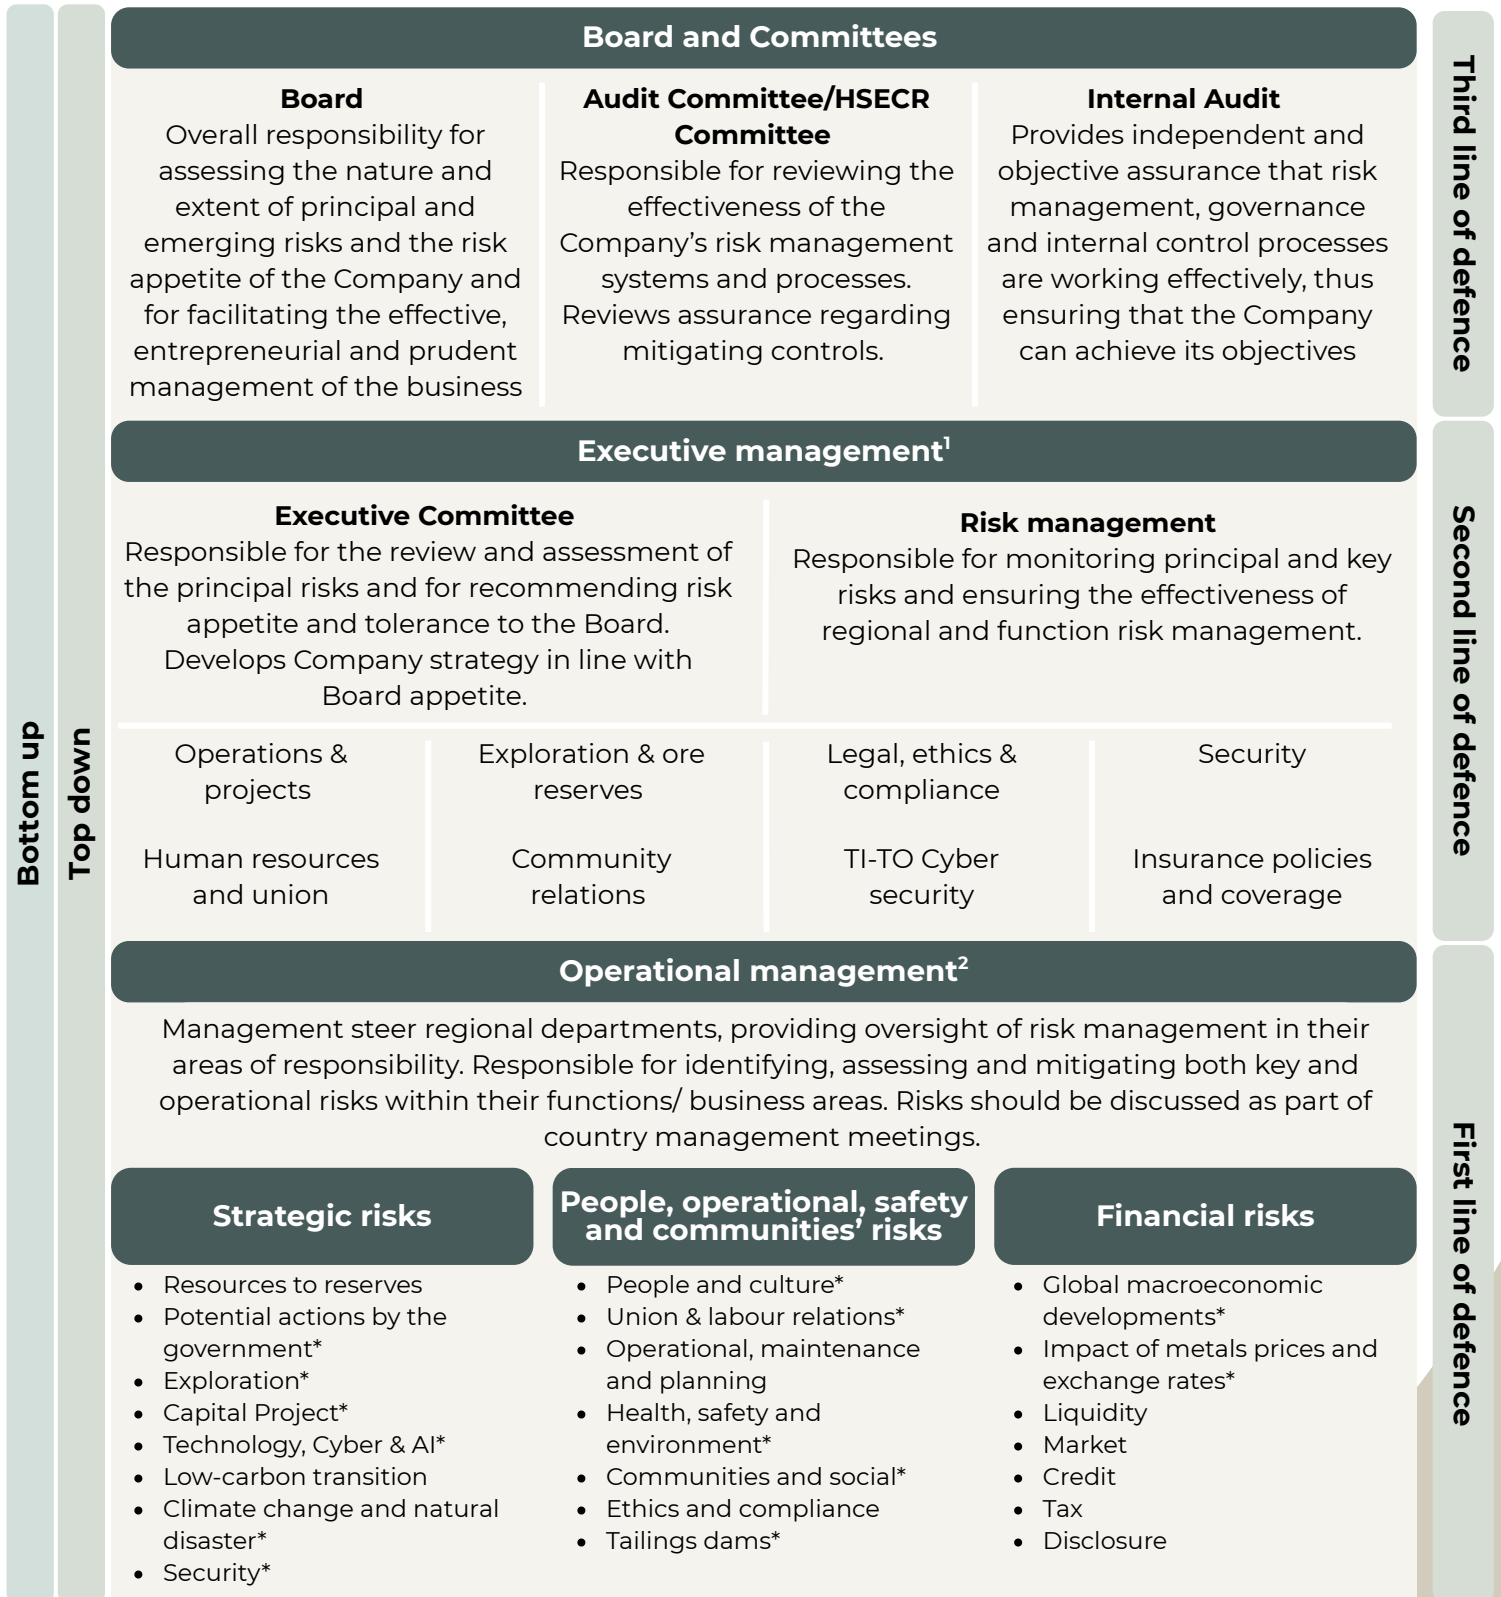 Board and Committees
Board
Overall responsibility for
assessing the nature and
extent of principal and
emerging risks and the risk
appetite of the Company and
for facilitating the effective,
entrepreneurial and prudent
management of the business
Audit Committee/HSECR
Committee
Responsible for reviewing the
effectiveness of the
Company’s risk management
systems and processes.
Reviews assurance regarding
mitigating controls.
Internal Audit
Provides independent and
objective assurance that risk
management, governance
and internal control processes
are working effectively, thus
ensuring that the Company
can achieve its objectives
Third line of defence
Executive management¹
Executive Committee
Responsible for the review and assessment of
the principal risks and for recommending risk
appetite and tolerance to the Board.
Develops Company strategy in line with
Board appetite.
Risk management
Responsible for monitoring principal and key
risks and ensuring the effectiveness of
regional and function risk management.
Operations &
projects
Exploration & ore
reserves
Legal, ethics &
compliance
Security
Human resources
and union
Community
relations
TI-TO Cyber
security
Insurance policies
and coverage
Second line of defence
Bottom up
Top down
Operational management²
Management steer regional departments, providing oversight of risk management in their
areas of responsibility. Responsible for identifying, assessing and mitigating both key and
operational risks within their functions/ business areas. Risks should be discussed as part of
country management meetings.
Strategic risks
• Resources to reserves
• Potential actions by the
government*
• Exploration*
• Capital Project*
• Technology, Cyber & AI*
• Low-carbon transition
• Climate change and natural
disaster*
• Security*
People, operational, safety
and communities’ risks
• People and culture*
• Union & labour relations*
• Operational, maintenance
and planning
• Health, safety and
environment*
• Communities and social*
• Ethics and compliance
• Tailings dams*
Financial risks
• Global macroeconomic
developments*
• Impact of metals prices and
exchange rates*
• Liquidity
• Market
• Credit
• Tax
• Disclosure
First line of defence